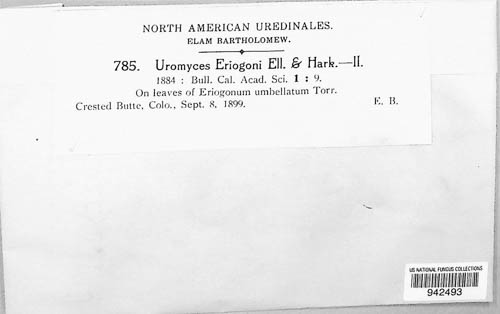 NORTH AMERICAN UREDINALES.
ELAM BARTHOLOMEW.
785. Uromyces Eriogoni Ell. & Hark.—II.
1884 : Bull. Cal. Acad. Sci. 1 : 9.
On leaves of Eriogonum umbellatum Torr.
Crested Butte, Colo., Sept. 8, 1899. E. B.
US NATIONAL FUNGUS COLLECTIONS
942493